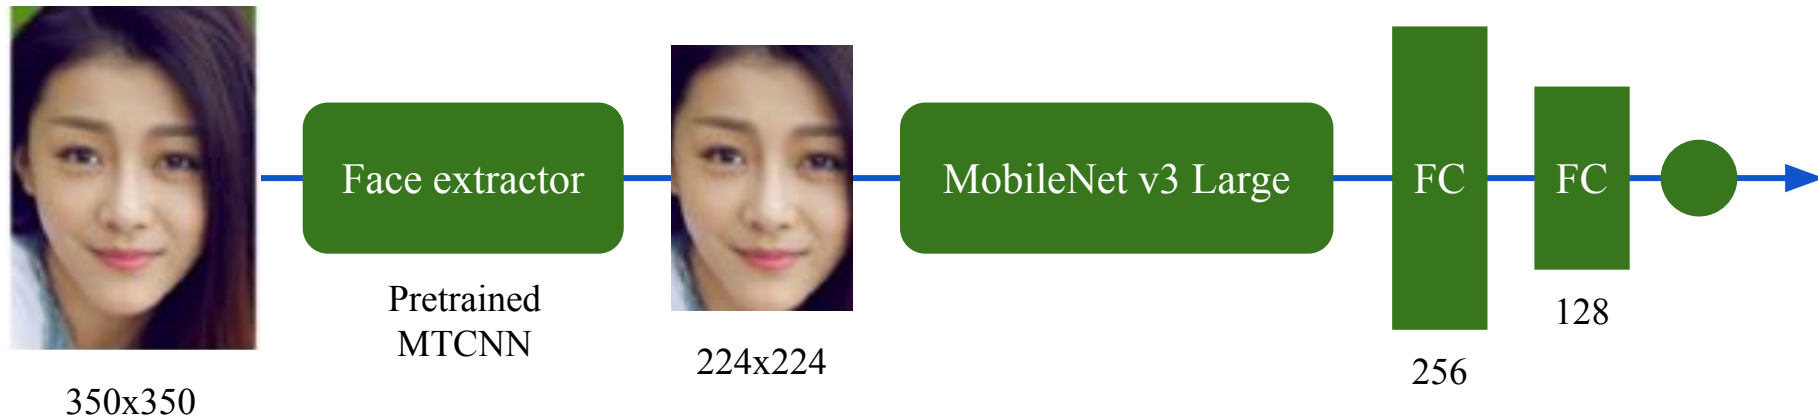 350x350
Face extractor
Pretrained
MTCNN
224x224
MobileNet v3 Large
FC
256
FC
128